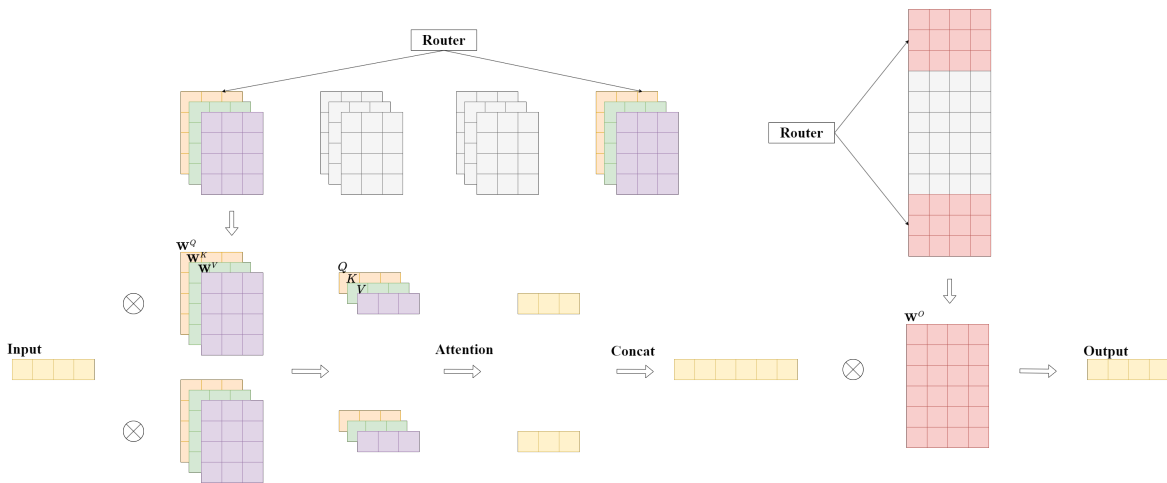 Router
Router
W^Q
W^K
W^V
Q
K
V
W^O
Input
Attention
Concat
Output